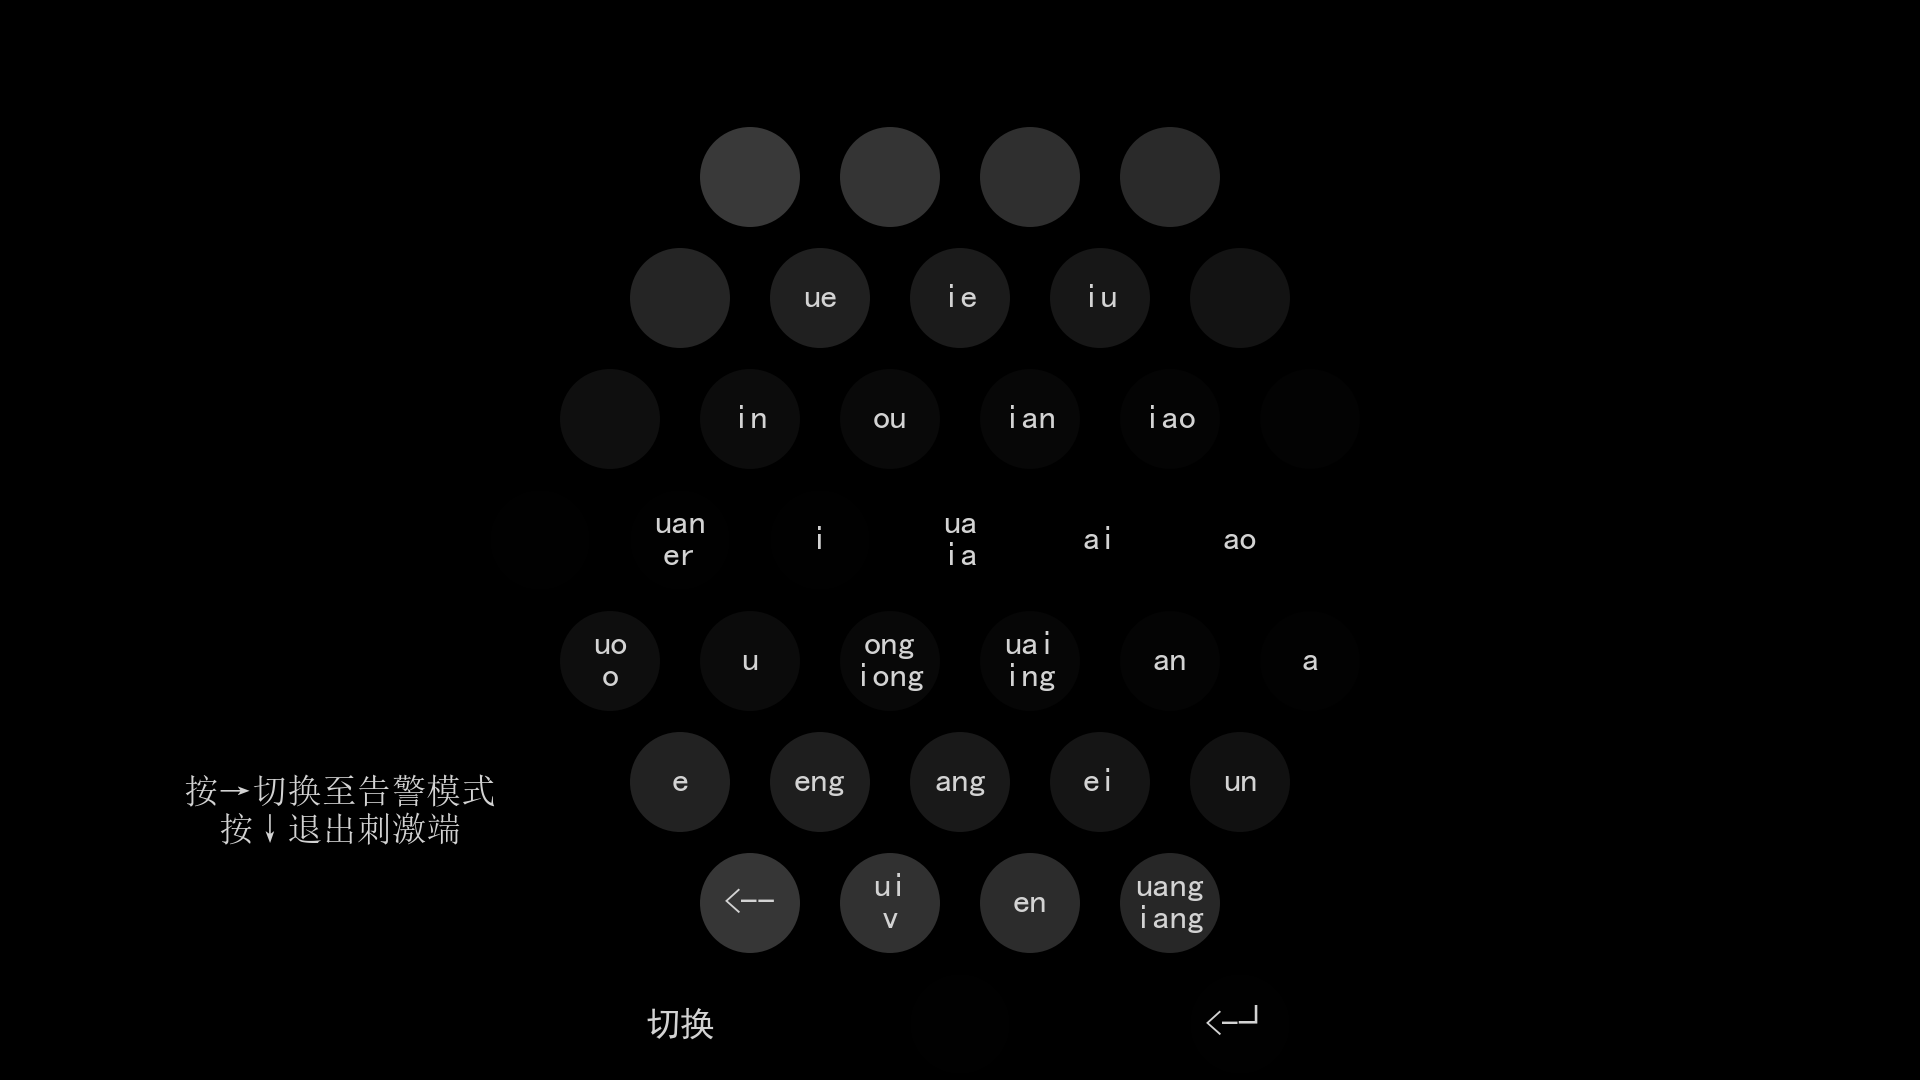 ue ie iu
in ou ian iao
uan i ua ai ao
er ia
uo u ong uai an a
o iong ing
e eng ang ei un
按→切换至告警模式
按↓退出刺激端
<-- ui en uang
v iang
切换 <-┘